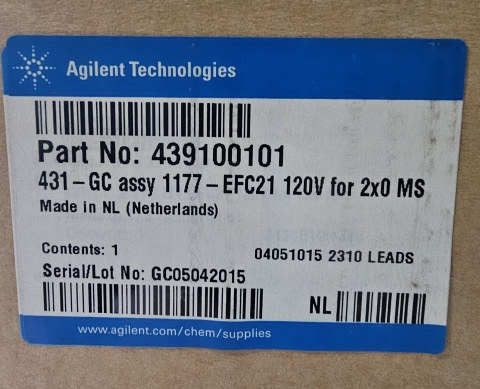 Agilent Technologies
Part No: 439100101
431-GC assy 1177-EFC21 120V for 2x0 MS
Made in NL (Netherlands)
Contents: 1
04051015 2310 LEADS
Serial/Lot No: GC05042015
NL
www.agilent.com/chem/supplies